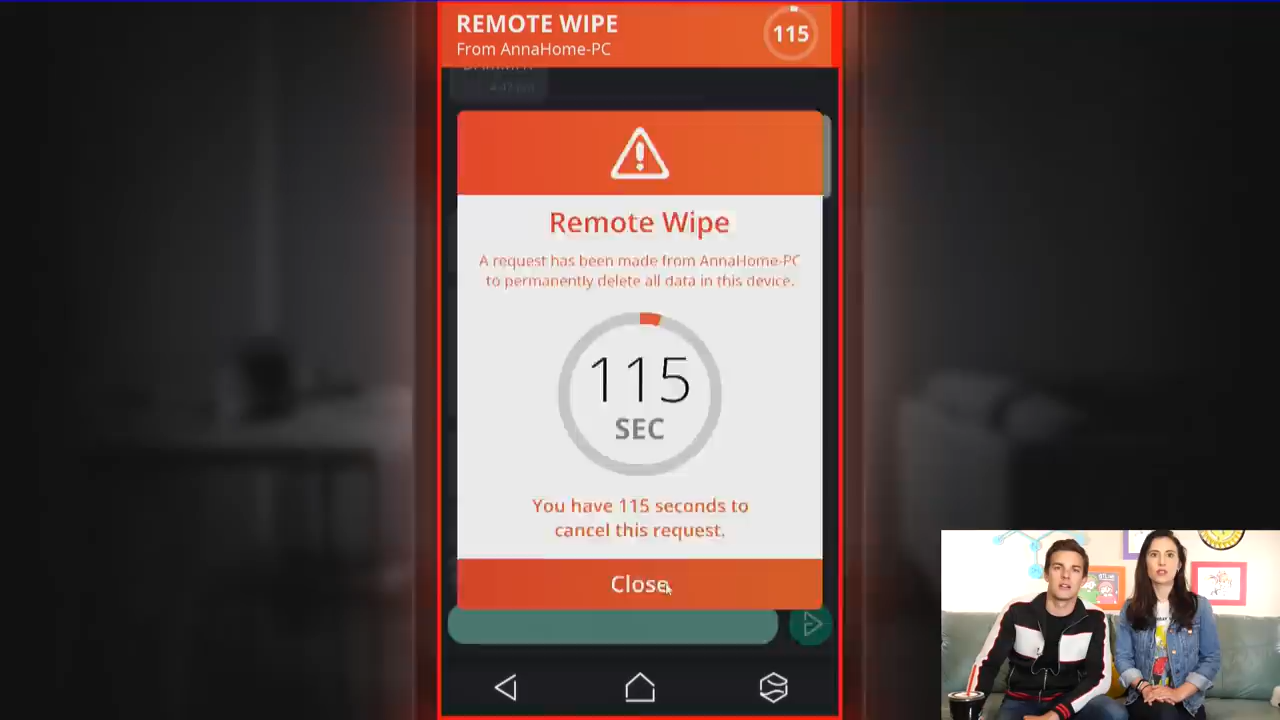 REMOTE WIPE
From AnnaHome-PC
115
Remote Wipe
A request has been made from AnnaHome-PC
to permanently delete all data in this device.
115
SEC
You have 115 seconds to
cancel this request.
Close